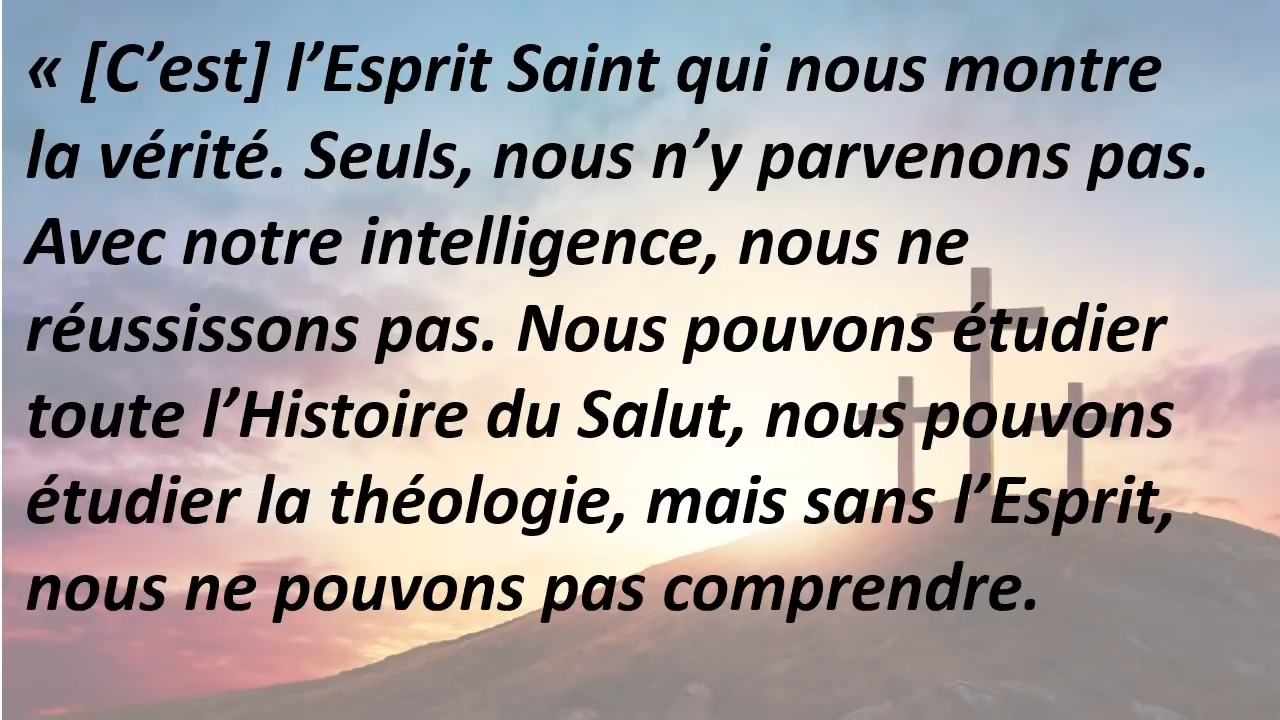 « [C’est] l’Esprit Saint qui nous montre
la vérité. Seuls, nous n’y parvenons pas.
Avec notre intelligence, nous ne
réussissons pas. Nous pouvons étudier
toute l’Histoire du Salut, nous pouvons
étudier la théologie, mais sans l’Esprit,
nous ne pouvons pas comprendre.